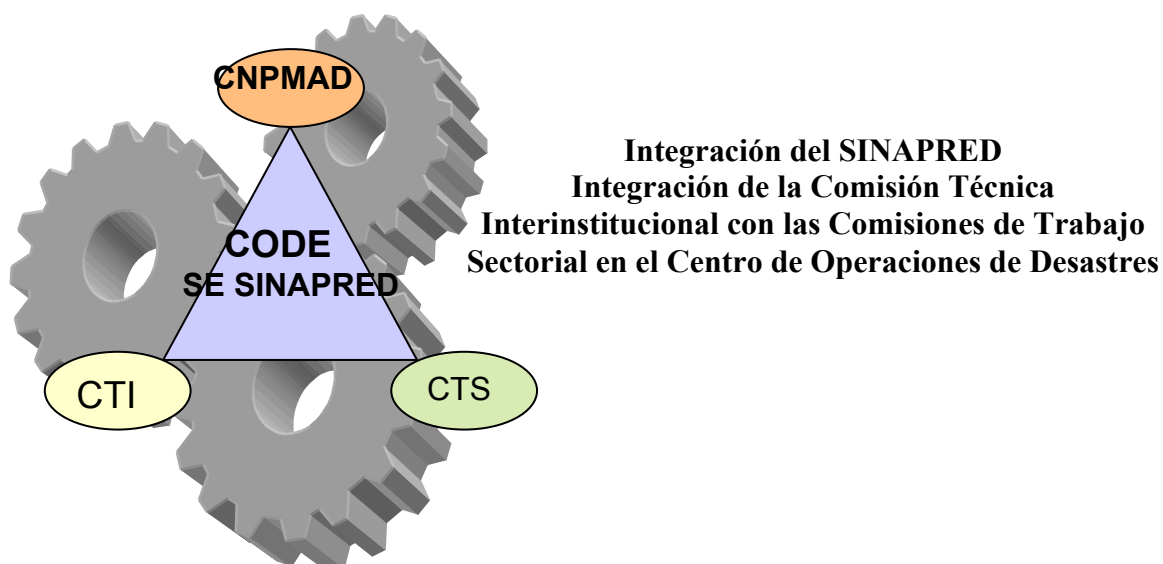 CNPMAD
CODE
SE SINAPRED
CTI
CTS
Integración del SINAPRED
Integración de la Comisión Técnica
Interinstitucional con las Comisiones de Trabajo
Sectorial en el Centro de Operaciones de Desastres